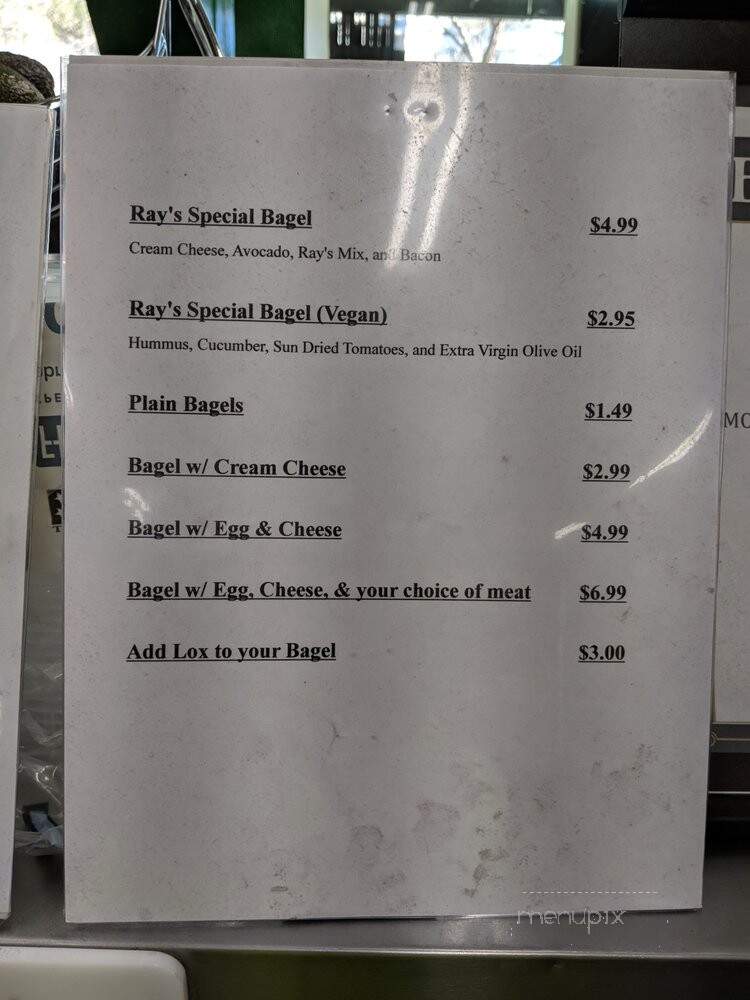 Ray's Special Bagel $4.99
Cream Cheese, Avocado, Ray's Mix, and Bacon
Ray's Special Bagel (Vegan) $2.95
Hummus, Cucumber, Sun Dried Tomatoes, and Extra Virgin Olive Oil
Plain Bagels $1.49
Bagel w/ Cream Cheese $2.99
Bagel w/ Egg & Cheese $4.99
Bagel w/ Egg, Cheese, & your choice of meat $6.99
Add Lox to your Bagel $3.00
menupix